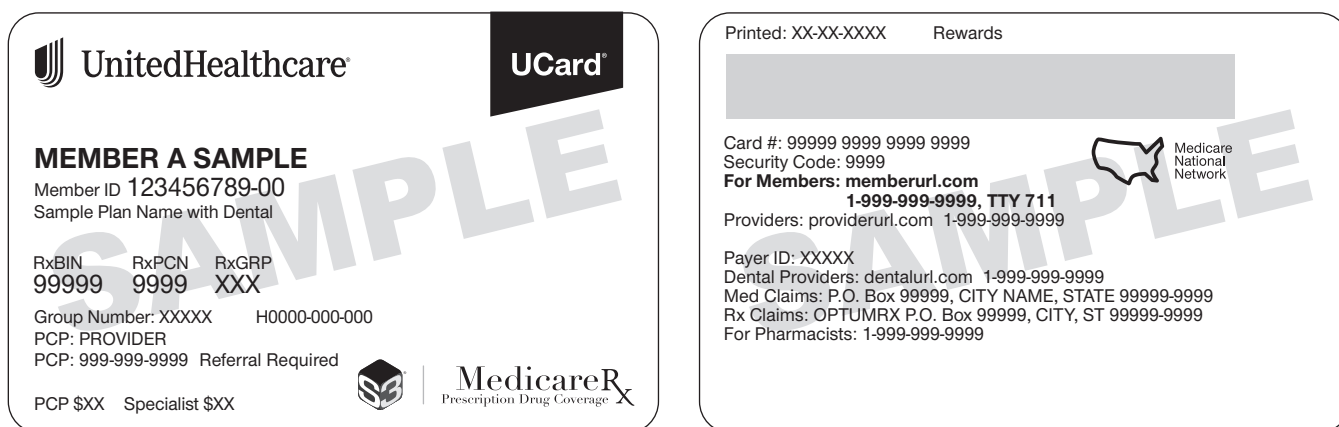 UnitedHealthcare®
UCard®
SAMPLE
MEMBER A SAMPLE
Member ID 123456789-00
Sample Plan Name with Dental
RxBIN RxPCN RxGRP
99999 9999 XXX
Group Number: XXXXX H0000-000-000
PCP: PROVIDER
PCP: 999-999-9999 Referral Required
S3
MedicareRx
Prescription Drug Coverage
PCP $XX Specialist $XX
Printed: XX-XX-XXXX Rewards
SAMPLE
Card #: 99999 9999 9999 9999
Security Code: 9999
For Members: memberurl.com
1-999-999-9999, TTY 711
Providers: providerurl.com 1-999-999-9999
Medicare
National
Network
Payer ID: XXXXX
Dental Providers: dentalurl.com 1-999-999-9999
Med Claims: P.O. Box 99999, CITY NAME, STATE 99999-9999
Rx Claims: OPTUMRX P.O. Box 99999, CITY, ST 99999-9999
For Pharmacists: 1-999-999-9999